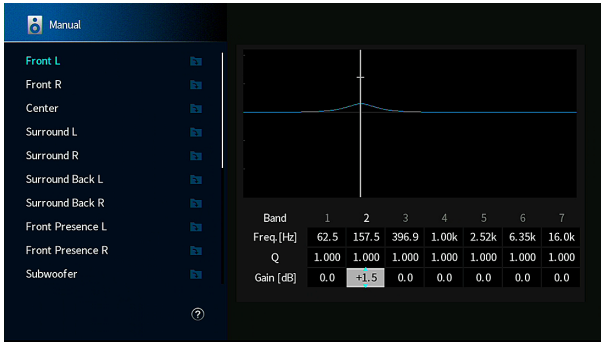 Manual
Front L
Front R
Center
Surround L
Surround R
Surround Back L
Surround Back R
Front Presence L
Front Presence R
Subwoofer
?
Band 1 2 3 4 5 6 7
Freq.[Hz] 62.5 157.5 396.9 1.00k 2.52k 6.35k 16.0k
Q 1.000 1.000 1.000 1.000 1.000 1.000 1.000
Gain [dB] 0.0 +1.5 0.0 0.0 0.0 0.0 0.0